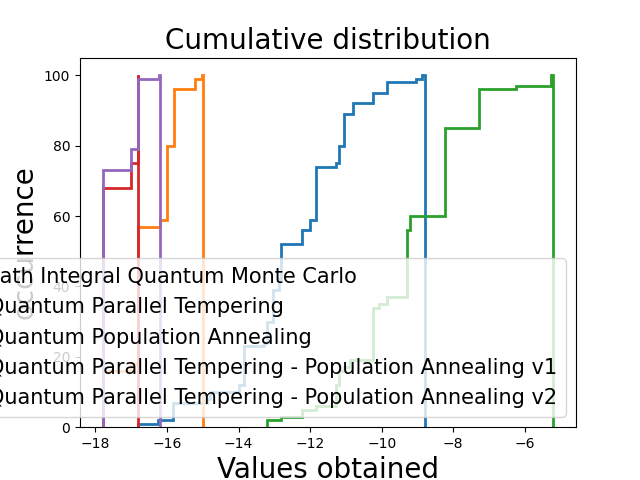 Cumulative distribution
100
80
60
40
20
0
occurrence
ath Integral Quantum Monte Carlo
Quantum Parallel Tempering
Quantum Population Annealing
Quantum Parallel Tempering - Population Annealing v1
Quantum Parallel Tempering - Population Annealing v2
−18 −16 −14 −12 −10 −8 −6
Values obtained